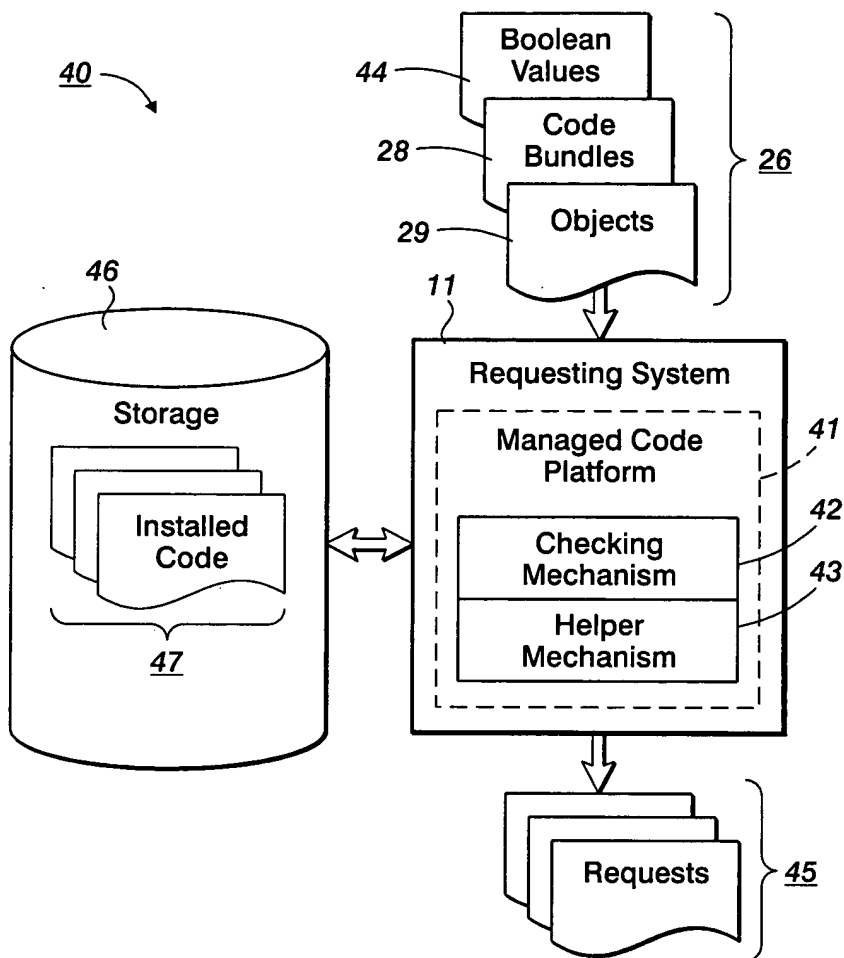 40
44
Boolean
Values
28
Code
Bundles
26
29
Objects
46
11
Storage
Installed
Code
47
Requesting System
Managed Code
Platform
41
Checking
Mechanism
42
Helper
Mechanism
43
Requests
45